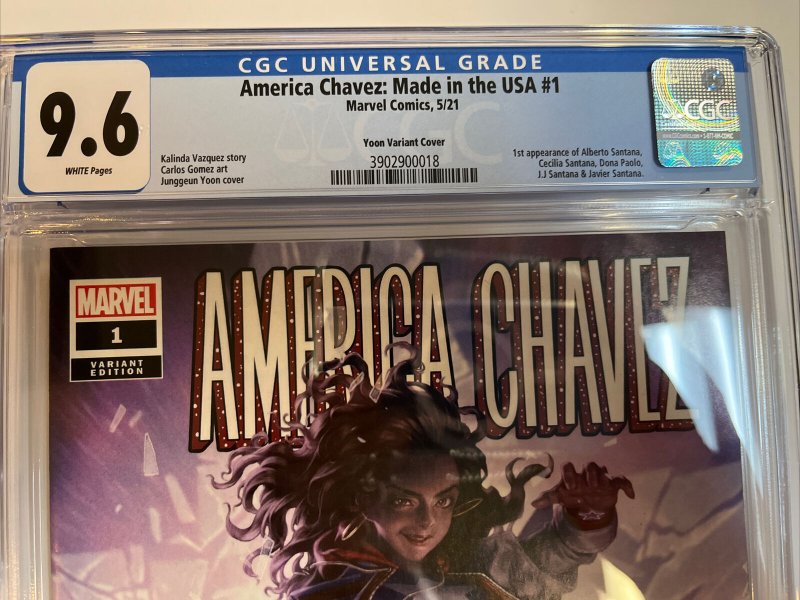 CGC UNIVERSAL GRADE
America Chavez: Made in the USA #1
Marvel Comics, 5/21
Yoon Variant Cover
3902900018
9.6
WHITE Pages
Kalinda Vazquez story
Carlos Gomez art
Junggeun Yoon cover
1st appearance of Alberto Santana,
Cecilia Santana, Dona Paolo,
J.J Santana & Javier Santana.
CGC
CGC
MARVEL
1
VARIANT
EDITION
AMERICA CHAVEZ